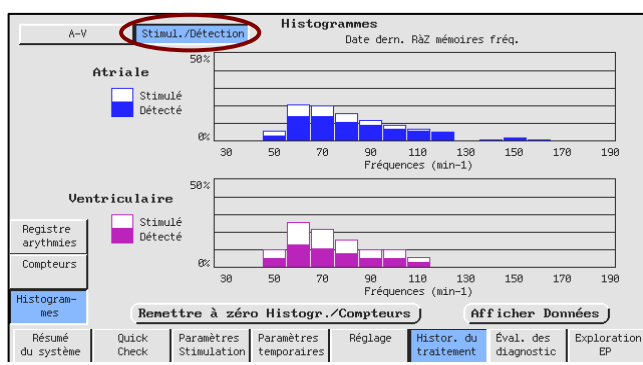 Histogrammes
A-V
Stimul./Détection
Date dern. RàZ mémoires fréq.
Atriale
50%
Stimulé
Détecté
0%
30 50 70 90 110 130 150 170 190
Fréquences (min-1)
Ventriculaire
50%
Stimulé
Détecté
0%
30 50 70 90 110 130 150 170 190
Fréquences (min-1)
Registre
arythmies
Compteurs
Histogram-
mes
Remettre à zéro Histogr./Compteurs
Afficher Données
Résumé
du système
Quick
Check
Paramètres
Stimulation
Paramètres
temporaires
Réglage
Histor. du
traitement
Éval. des
diagnostic
Exploration
EP